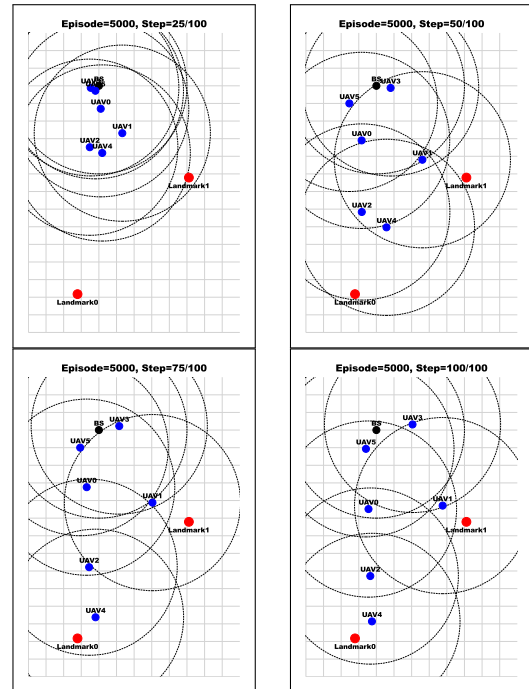 Episode=5000, Step=25/100
BS
UAV0
UAV1
UAV2
UAV4
Landmark1
Landmark0
Episode=5000, Step=50/100
BS
UAV3
UAV5
UAV0
UAV1
UAV2
UAV4
Landmark1
Landmark0
Episode=5000, Step=75/100
BS
UAV3
UAV5
UAV0
UAV1
Landmark1
UAV2
UAV4
Landmark0
Episode=5000, Step=100/100
BS
UAV3
UAV5
UAV0
UAV1
Landmark1
UAV2
UAV4
Landmark0